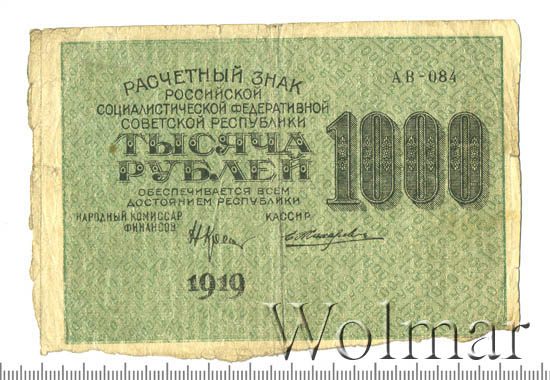 РАСЧЕТНЫЙ ЗНАК
РОССИЙСКОЙ
СОЦИАЛИСТИЧЕСКОЙ ФЕДЕРАТИВНОЙ
СОВЕТСКОЙ РЕСПУБЛИКИ
ТЫСЯЧА
РУБЛЕЙ
ОБЕСПЕЧИВАЕТСЯ ВСЕМ
ДОСТОЯНИЕМ РЕСПУБЛИКИ
НАРОДНЫЙ КОМИССАР
ФИНАНСОВ
КАССИР
1919
АВ-084
1000
Wolmar